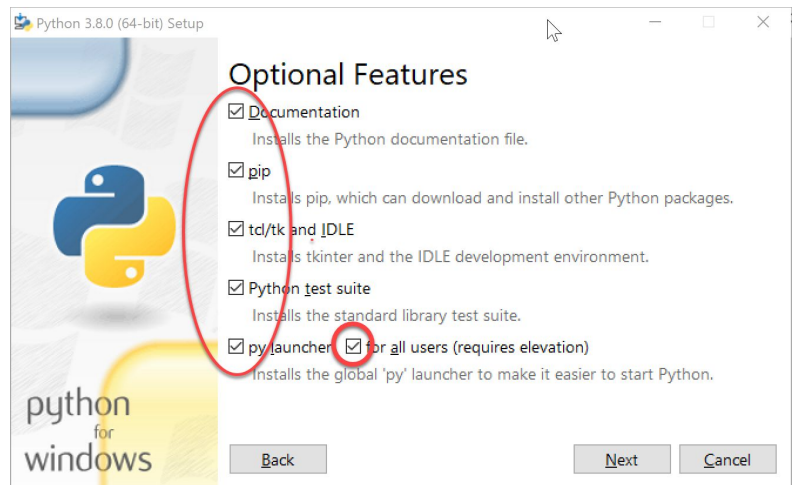 Python 3.8.0 (64-bit) Setup
Optional Features
Documentation
Installs the Python documentation file.
pip
Installs pip, which can download and install other Python packages.
tcl/tk and IDLE
Installs tkinter and the IDLE development environment.
Python test suite
Installs the standard library test suite.
py launcher for all users (requires elevation)
Installs the global 'py' launcher to make it easier to start Python.
python
for
windows
Back Next Cancel